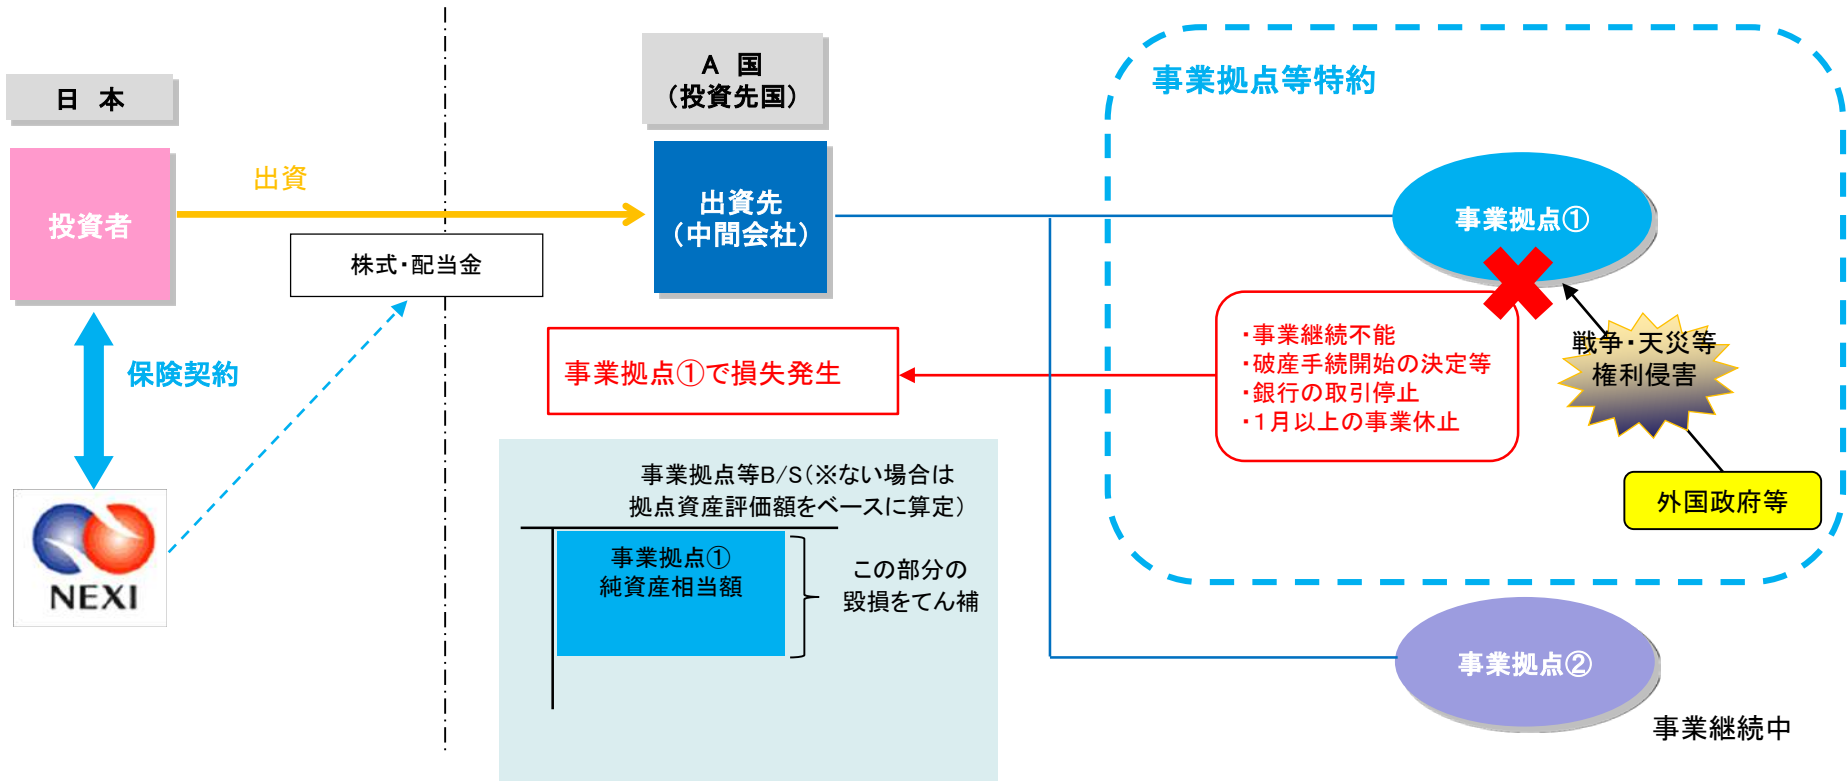 日 本
投資者
保険契約
NEXI
出資
株式・配当金
A 国
(投資先国)
出資先
(中間会社)
事業拠点等特約
事業拠点①
・事業継続不能
・破産手続開始の決定等
・銀行の取引停止
・1月以上の事業休止
戦争・天災等
権利侵害
外国政府等
事業拠点①で損失発生
事業拠点等B/S(※ない場合は
拠点資産評価額をベースに算定)
事業拠点①
純資産相当額
この部分の
毀損をてん補
事業拠点②
事業継続中